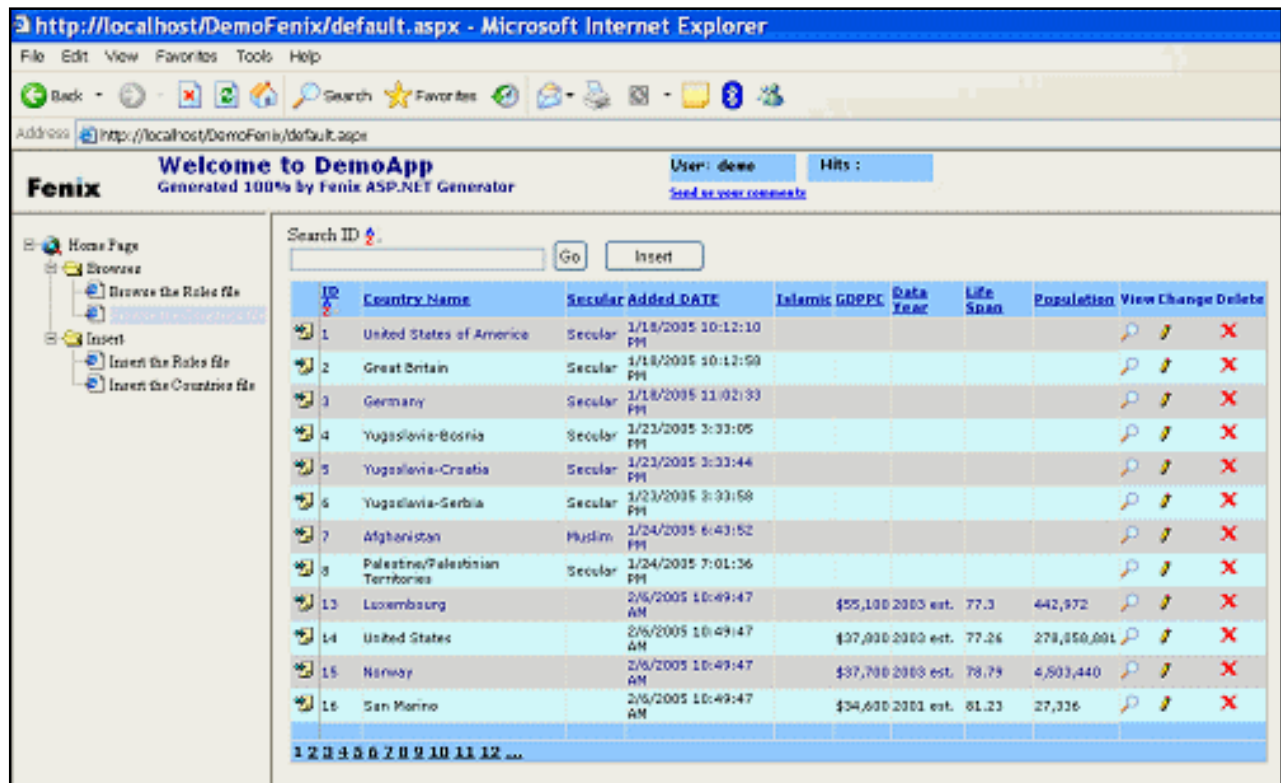 http://localhost/DemoFenix/default.aspx - Microsoft Internet Explorer
File Edit View Favorites Tools Help
Back Search Favorites
Address http://localhost/DemoFenix/default.aspx
Fenix
Welcome to DemoApp
Generated 100% by Fenix ASP.NET Generator
User: demo Hits :
Send us your comments
Home Page
Browses
Browse the Roles file
Browse the Countries file
Insert
Insert the Roles file
Insert the Countries file
Search ID
Go Insert
ID Country Name Secular Added DATE Islamic GDPPC Data Year Life Span Population View Change Delete
1 United States of America Secular 1/18/2005 10:12:10 PM
2 Great Britain Secular 1/18/2005 10:12:58 PM
3 Germany Secular 1/18/2005 11:02:33 PM
4 Yugoslavia-Bosnia Secular 1/23/2005 3:33:05 PM
5 Yugoslavia-Croatia Secular 1/23/2005 3:33:44 PM
6 Yugoslavia-Serbia Secular 1/23/2005 3:33:58 PM
7 Afghanistan Muslim 1/24/2005 6:43:52 PM
8 Palestine/Palestinian Territories Secular 1/24/2005 7:01:36 PM
13 Luxembourg 2/6/2005 10:49:47 AM $55,100 2003 est. 77.3 442,972
14 United States 2/6/2005 10:49:47 AM $37,800 2003 est. 77.26 278,058,881
15 Norway 2/6/2005 10:49:47 AM $37,700 2003 est. 78.79 4,503,440
16 San Marino 2/6/2005 10:49:47 AM $34,600 2001 est. 81.23 27,336
1 2 3 4 5 6 7 8 9 10 11 12 ...